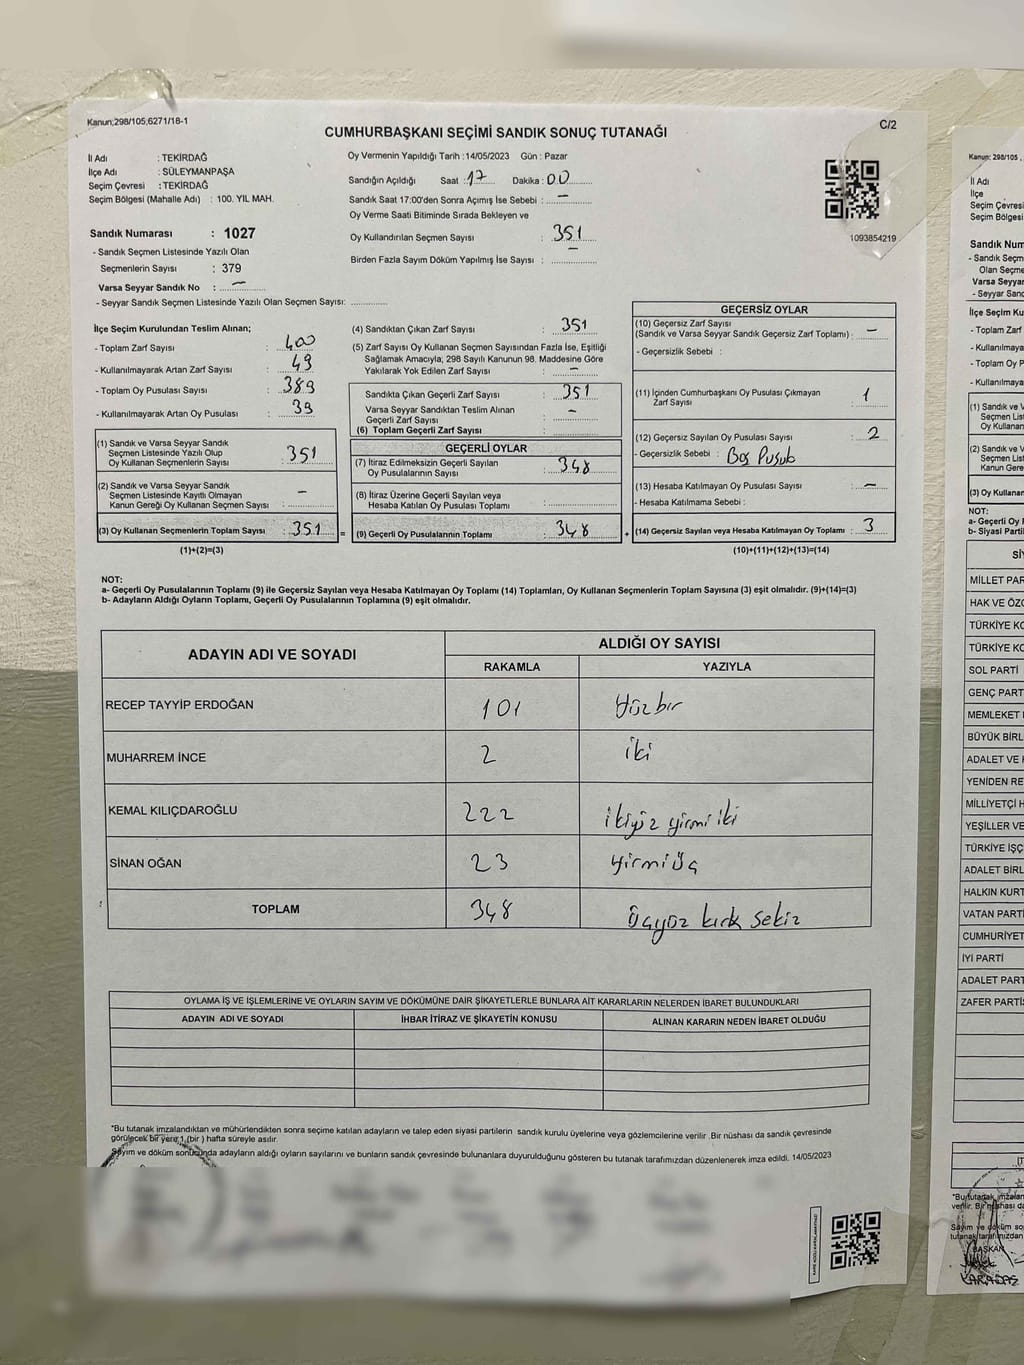 Kanun;298/105;6271/18-1
C/2
CUMHURBAŞKANI SEÇİMİ SANDIK SONUÇ TUTANAĞI
İl Adı : TEKİRDAĞ
İlçe Adı : SÜLEYMANPAŞA
Seçim Çevresi : TEKİRDAĞ
Seçim Bölgesi (Mahalle Adı) : 100. YIL MAH.
Sandık Numarası : 1027
- Sandık Seçmen Listesinde Yazılı Olan
Seçmenlerin Sayısı : 379
Varsa Seyyar Sandık No : —
- Seyyar Sandık Seçmen Listesinde Yazılı Olan Seçmen Sayısı: ............
Oy Vermenin Yapıldığı Tarih : 14/05/2023 Gün : Pazar
Sandığın Açıldığı Saat : 17 Dakika : 00
Sandık Saat 17:00'den Sonra Açımış İse Sebebi : —
Oy Verme Saati Bitiminde Sırada Bekleyen ve
Oy Kullandırılan Seçmen Sayısı : 351
Birden Fazla Sayım Döküm Yapılmış İse Sayısı : —
1093854219
İlçe Seçim Kurulundan Teslim Alınan;
- Toplam Zarf Sayısı : 400
- Kullanılmayarak Artan Zarf Sayısı : 49
- Toplam Oy Pusulası Sayısı : 389
- Kullanılmayarak Artan Oy Pusulası : 39
(1) Sandık ve Varsa Seyyar Sandık
Seçmen Listesinde Yazılı Olup
Oy Kullanan Seçmenlerin Sayısı : 351
(2) Sandık ve Varsa Seyyar Sandık
Seçmen Listesinde Kayıtlı Olmayan
Kanun Gereği Oy Kullanan Seçmen Sayısı : —
(3) Oy Kullanan Seçmenlerin Toplam Sayısı : 351 =
(1)+(2)=(3)
(4) Sandıktan Çıkan Zarf Sayısı : 351
(5) Zarf Sayısı Oy Kullanan Seçmen Sayısından Fazla İse, Eşitliği
Sağlamak Amacıyla; 298 Sayılı Kanunun 98. Maddesine Göre
Yakılarak Yok Edilen Zarf Sayısı : —
Sandıkta Çıkan Geçerli Zarf Sayısı : 351
Varsa Seyyar Sandıktan Teslim Alınan
Geçerli Zarf Sayısı : —
(6) Toplam Geçerli Zarf Sayısı :
GEÇERLİ OYLAR
(7) İtiraz Edilmeksizin Geçerli Sayılan
Oy Pusulalarının Sayısı : 348
(8) İtiraz Üzerine Geçerli Sayılan veya
Hesaba Katılan Oy Pusulası Toplamı :
(9) Geçerli Oy Pusulalarının Toplamı : 348 +
GEÇERSİZ OYLAR
(10) Geçersiz Zarf Sayısı
(Sandık ve Varsa Seyyar Sandık Geçersiz Zarf Toplamı) : —
- Geçersizlik Sebebi :
(11) İçinden Cumhurbaşkanı Oy Pusulası Çıkmayan
Zarf Sayısı : 1
(12) Geçersiz Sayılan Oy Pusulası Sayısı : 2
- Geçersizlik Sebebi : Boş Pusula
(13) Hesaba Katılmayan Oy Pusulası Sayısı : —
- Hesaba Katılmama Sebebi :
(14) Geçersiz Sayılan veya Hesaba Katılmayan Oy Toplamı : 3
(10)+(11)+(12)+(13)=(14)
NOT:
a- Geçerli Oy Pusulalarının Toplamı (9) ile Geçersiz Sayılan veya Hesaba Katılmayan Oy Toplamı (14) Toplamları, Oy Kullanan Seçmenlerin Toplam Sayısına (3) eşit olmalıdır. (9)+(14)=(3)
b- Adayların Aldığı Oyların Toplamı, Geçerli Oy Pusulalarının Toplamına (9) eşit olmalıdır.
ADAYIN ADI VE SOYADI
ALDIĞI OY SAYISI
RAKAMLA YAZIYLA
RECEP TAYYİP ERDOĞAN 101 Yüzbir
MUHARREM İNCE 2 iki
KEMAL KILIÇDAROĞLU 222 ikiyüz yirmi iki
SİNAN OĞAN 23 yirmiüç
TOPLAM 348 üçyüz kırk sekiz
OYLAMA İŞ VE İŞLEMLERİNE VE OYLARIN SAYIM VE DÖKÜMÜNE DAİR ŞİKAYETLERLE BUNLARA AİT KARARLARIN NELERDEN İBARET BULUNDUKLARI
ADAYIN ADI VE SOYADI İHBAR İTİRAZ VE ŞİKAYETİN KONUSU ALINAN KARARIN NEDEN İBARET OLDUĞU
*Bu tutanak imzalandıktan ve mühürlendikten sonra seçime katılan adayların ve talep eden siyasi partilerin sandık kurulu üyelerine veya gözlemcilerine verilir .Bir nüshası da sandık çevresinde
görülecek bir yere 1 (bir ) hafta süreyle asılır.
Sayım ve döküm sonucunda adayların aldığı oyların sayılarını ve bunların sandık çevresinde bulunanlara duyurulduğunu gösteren bu tutanak tarafımızdan düzenlenerek imza edildi. 14/05/2023
Kanun: 298/105 ,
İl Adı
İlçe
Seçim Çevresi
Seçim Bölgesi
Sandık Num
- Sandık Seçm
Olan Seçmen
Varsa Seyyar
- Seyyar Sand
İlçe Seçim Ku
- Toplam Zarf
- Kullanılmaya
- Toplam Oy P
- Kullanılmaya
(1) Sandık ve
Seçmen List
Oy Kullanan
(2) Sandık ve
Seçmen List
Kanun Gereğ
(3) Oy Kullanan
NOT:
a- Geçerli Oy
b- Siyasi Parti
Sİ
MİLLET PAR
HAK VE ÖZG
TÜRKİYE KO
TÜRKİYE KO
SOL PARTİ
GENÇ PART
MEMLEKET
BÜYÜK BİRL
ADALET VE
YENİDEN RE
MİLLİYETÇİ H
YEŞİLLER VE
TÜRKİYE İŞÇ
ADALET BİRL
HALKIN KURT
VATAN PARTİ
CUMHURİYET
İYİ PARTİ
ADALET PART
ZAFER PARTİ
*Bu tutanak imzalan
verilir. Bir nüshası da
Sayım ve döküm so
tutanak tarafımızdan
BAŞKAN
KARADAŞ